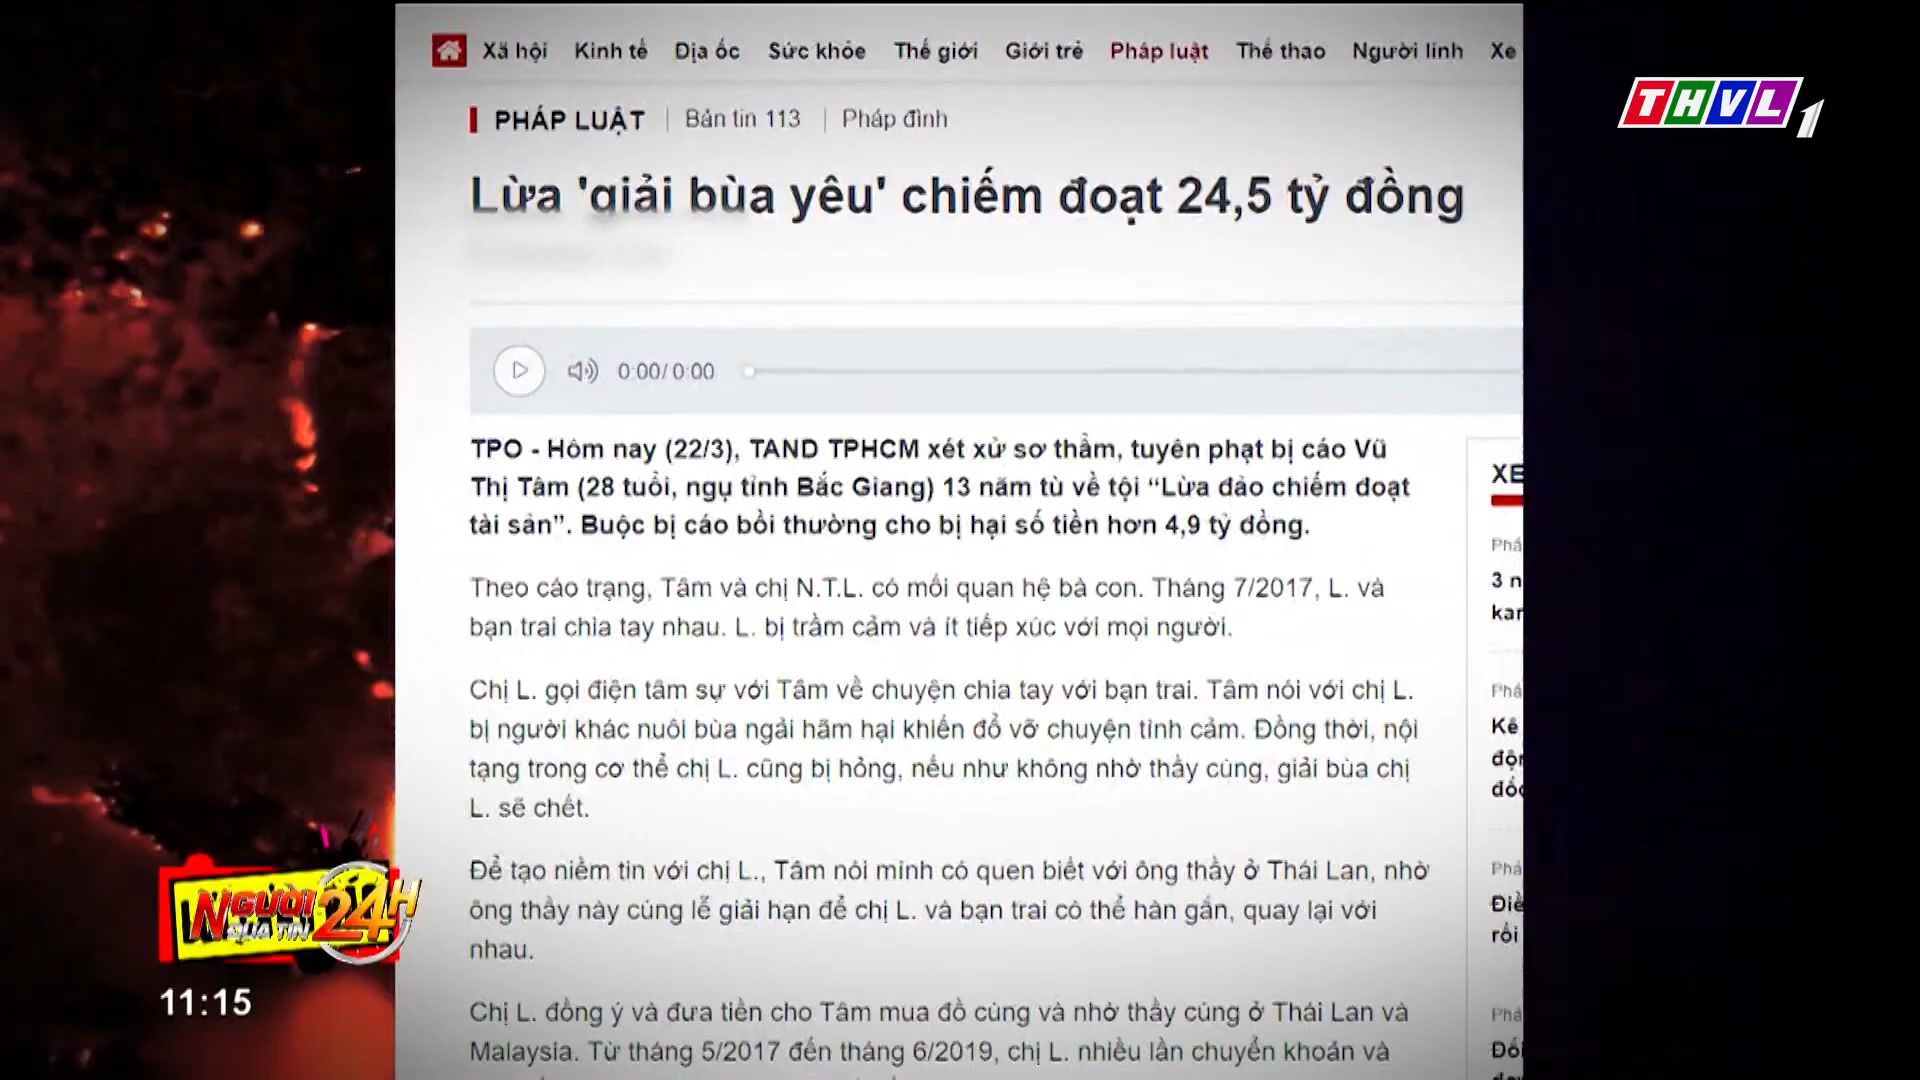 Xã hội Kinh tế Địa ốc Sức khỏe Thế giới Giới trẻ Pháp luật Thể thao Người lính Xe
THVL 1
PHÁP LUẬT Bản tin 113 Pháp đình
Lừa 'giải bùa yêu' chiếm đoạt 24,5 tỷ đồng
0:00/ 0:00
TPO - Hôm nay (22/3), TAND TPHCM xét xử sơ thẩm, tuyên phạt bị cáo Vũ
Thị Tâm (28 tuổi, ngụ tỉnh Bắc Giang) 13 năm tù về tội “Lừa đảo chiếm đoạt
tài sản”. Buộc bị cáo bồi thường cho bị hại số tiền hơn 4,9 tỷ đồng.
Theo cáo trạng, Tâm và chị N.T.L. có mối quan hệ bà con. Tháng 7/2017, L. và
bạn trai chia tay nhau. L. bị trầm cảm và ít tiếp xúc với mọi người.
Chị L. gọi điện tâm sự với Tâm về chuyện chia tay với bạn trai. Tâm nói với chị L.
bị người khác nuôi bùa ngải hãm hại khiến đổ vỡ chuyện tình cảm. Đồng thời, nội
tạng trong cơ thể chị L. cũng bị hỏng, nếu như không nhờ thầy cúng, giải bùa chị
L. sẽ chết.
Để tạo niềm tin với chị L., Tâm nói mình có quen biết với ông thầy ở Thái Lan, nhờ
ông thầy này cúng lễ giải hạn để chị L. và bạn trai có thể hàn gắn, quay lại với
nhau.
Chị L. đồng ý và đưa tiền cho Tâm mua đồ cúng và nhờ thầy cúng ở Thái Lan và
Malaysia. Từ tháng 5/2017 đến tháng 6/2019, chị L. nhiều lần chuyển khoản và
XE
3 n
Kẻ
rồi
NGƯỜI ĐƯA TIN 24H
11:15